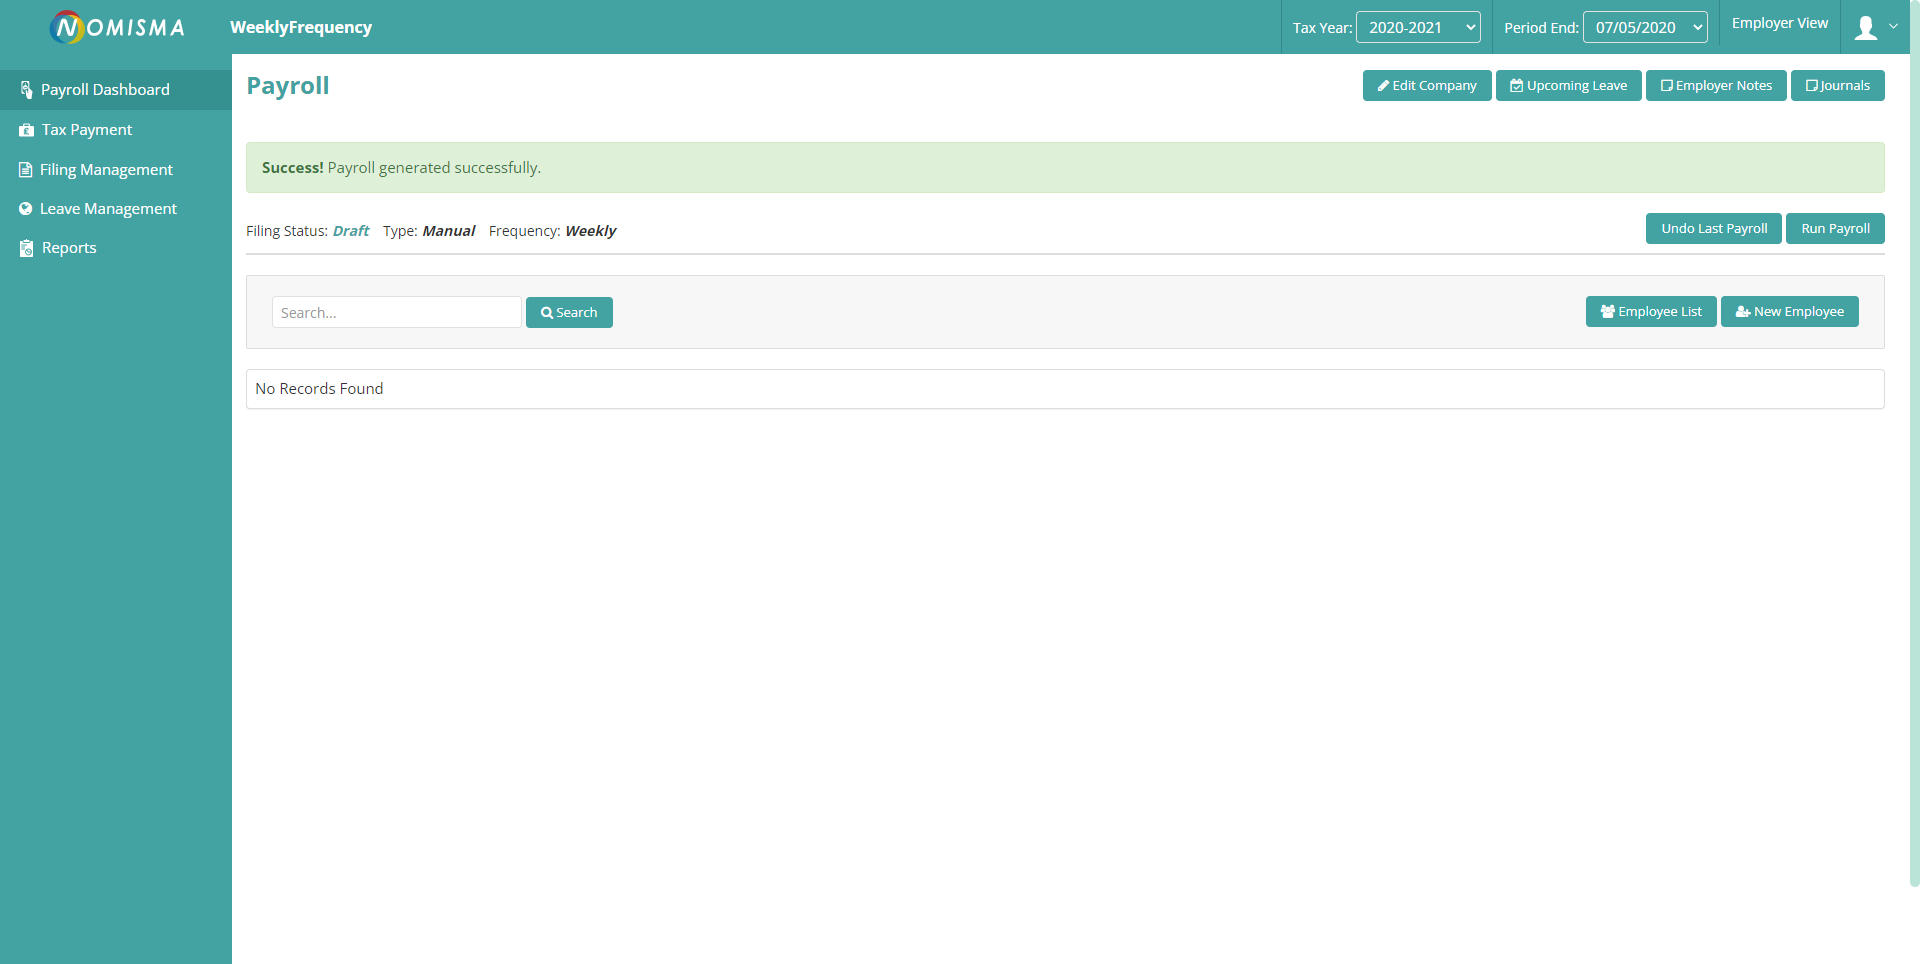 NOMISMA
WeeklyFrequency
Tax Year: 2020-2021
Period End: 07/05/2020
Employer View
Payroll Dashboard
Tax Payment
Filing Management
Leave Management
Reports
Payroll
Edit Company
Upcoming Leave
Employer Notes
Journals
Success! Payroll generated successfully.
Filing Status: Draft Type: Manual Frequency: Weekly
Undo Last Payroll
Run Payroll
Search...
Search
Employee List
New Employee
No Records Found